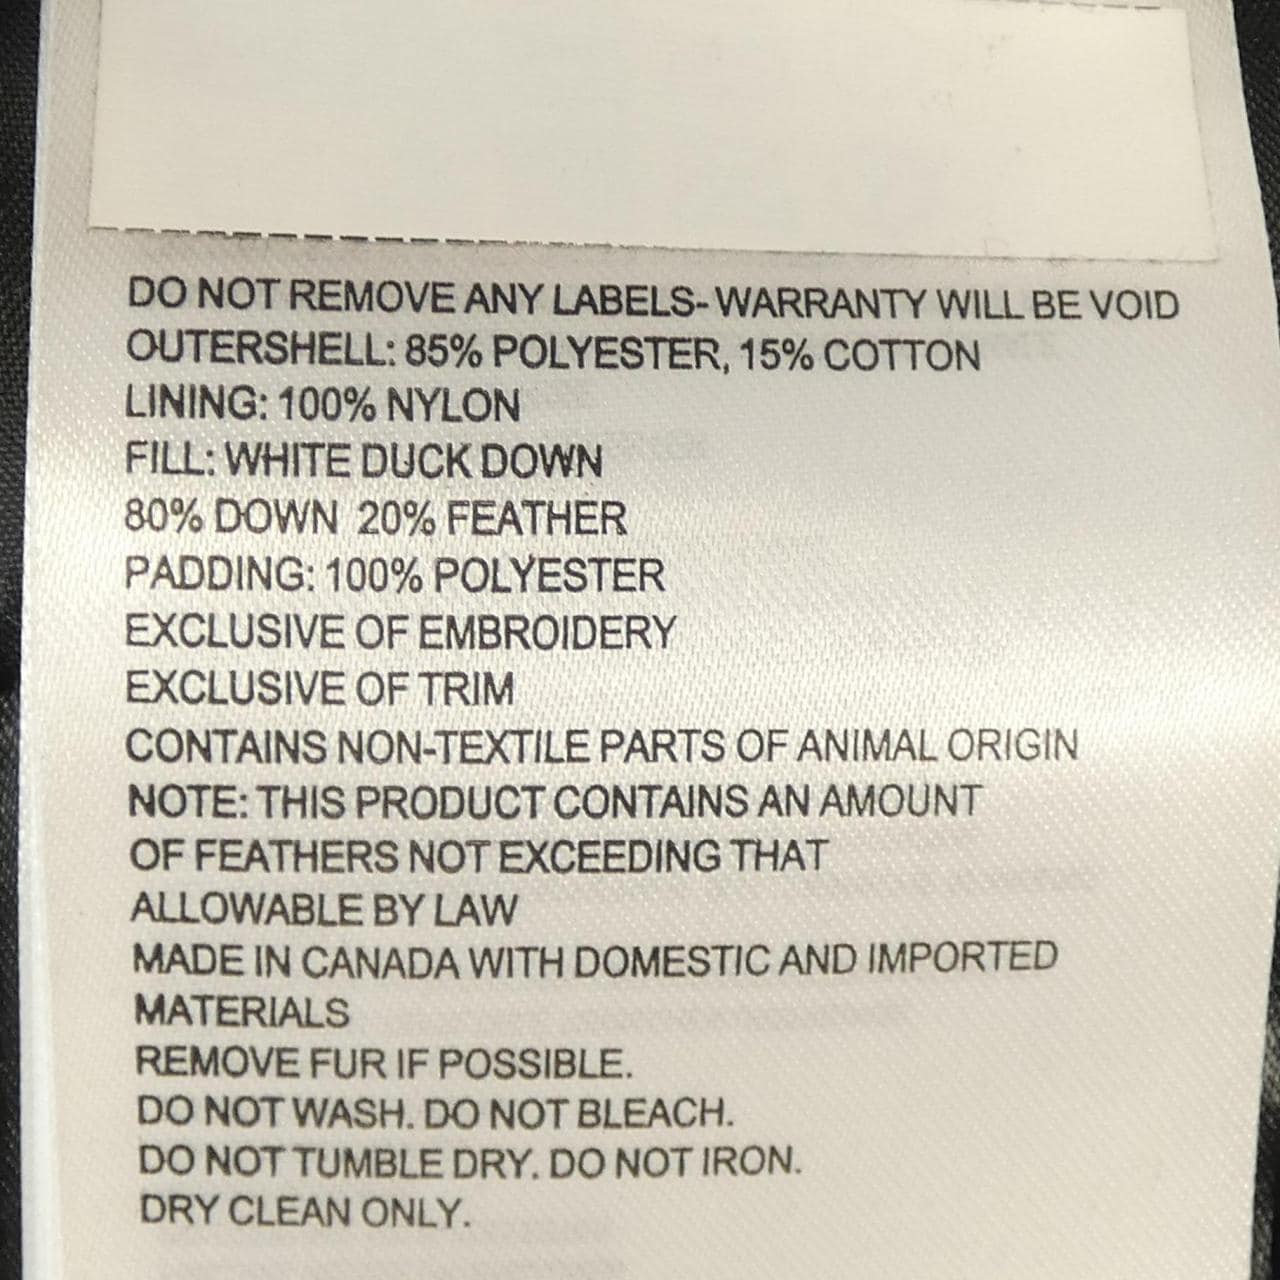 DO NOT REMOVE ANY LABELS- WARRANTY WILL BE VOID
OUTERSHELL: 85% POLYESTER, 15% COTTON
LINING: 100% NYLON
FILL: WHITE DUCK DOWN
80% DOWN 20% FEATHER
PADDING: 100% POLYESTER
EXCLUSIVE OF EMBROIDERY
EXCLUSIVE OF TRIM
CONTAINS NON-TEXTILE PARTS OF ANIMAL ORIGIN
NOTE: THIS PRODUCT CONTAINS AN AMOUNT
OF FEATHERS NOT EXCEEDING THAT
ALLOWABLE BY LAW
MADE IN CANADA WITH DOMESTIC AND IMPORTED
MATERIALS
REMOVE FUR IF POSSIBLE.
DO NOT WASH. DO NOT BLEACH.
DO NOT TUMBLE DRY. DO NOT IRON.
DRY CLEAN ONLY.